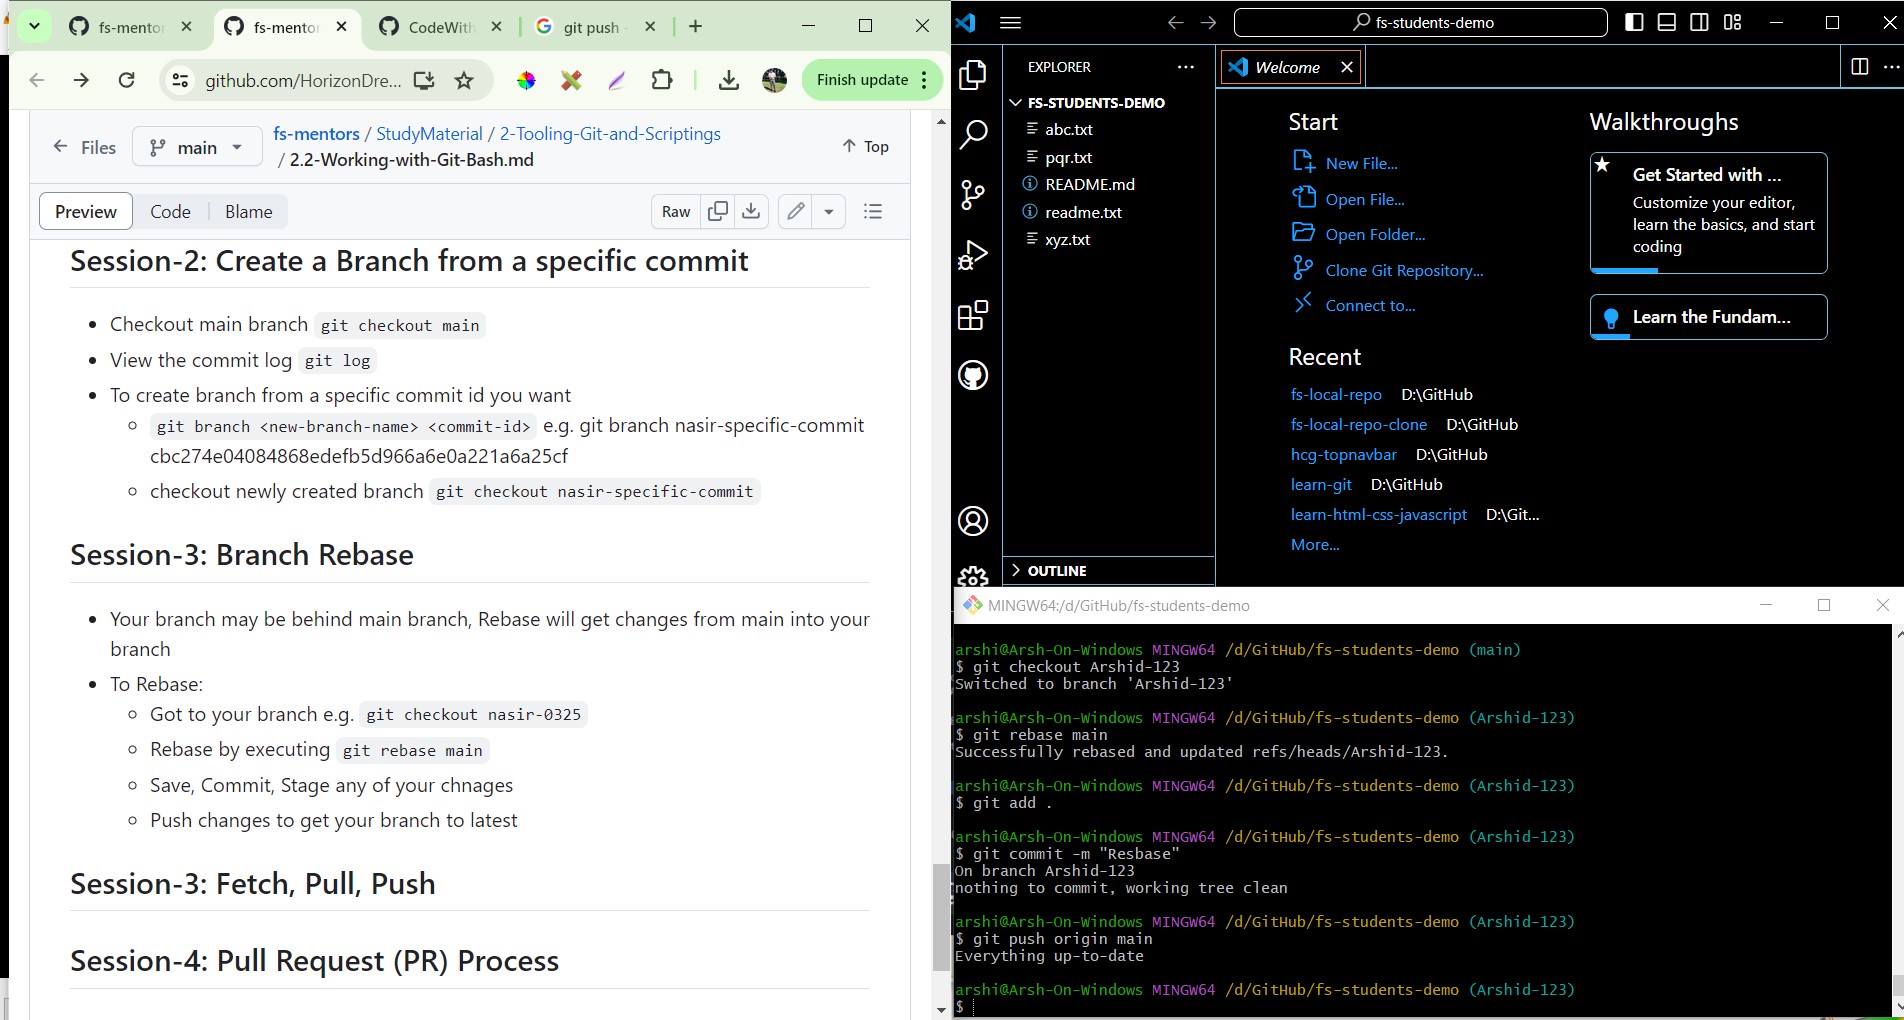 fs-mentor
fs-mentor
CodeWith
git push -
github.com/HorizonDre...
Finish update
Files
main
fs-mentors / StudyMaterial / 2-Tooling-Git-and-Scriptings
/ 2.2-Working-with-Git-Bash.md
Top
Preview
Code
Blame
Raw
Session-2: Create a Branch from a specific commit
• Checkout main branch git checkout main
• View the commit log git log
• To create branch from a specific commit id you want
git branch <new-branch-name> <commit-id> e.g. git branch nasir-specific-commit
cbc274e04084868edefb5d966a6e0a221a6a25cf
checkout newly created branch git checkout nasir-specific-commit
Session-3: Branch Rebase
• Your branch may be behind main branch, Rebase will get changes from main into your
branch
• To Rebase:
Got to your branch e.g. git checkout nasir-0325
Rebase by executing git rebase main
Save, Commit, Stage any of your chnages
Push changes to get your branch to latest
Session-3: Fetch, Pull, Push
Session-4: Pull Request (PR) Process
fs-students-demo
EXPLORER
Welcome
FS-STUDENTS-DEMO
abc.txt
pqr.txt
README.md
readme.txt
xyz.txt
OUTLINE
Start
New File...
Open File...
Open Folder...
Clone Git Repository...
Connect to...
Recent
fs-local-repo D:\GitHub
fs-local-repo-clone D:\GitHub
hcg-topnavbar D:\GitHub
learn-git D:\GitHub
learn-html-css-javascript D:\Git...
More...
Walkthroughs
Get Started with ...
Customize your editor,
learn the basics, and start
coding
Learn the Fundam...
MINGW64:/d/GitHub/fs-students-demo
arshi@Arsh-On-Windows MINGW64 /d/GitHub/fs-students-demo (main)
$ git checkout Arshid-123
Switched to branch 'Arshid-123'
arshi@Arsh-On-Windows MINGW64 /d/GitHub/fs-students-demo (Arshid-123)
$ git rebase main
Successfully rebased and updated refs/heads/Arshid-123.
arshi@Arsh-On-Windows MINGW64 /d/GitHub/fs-students-demo (Arshid-123)
$ git add .
arshi@Arsh-On-Windows MINGW64 /d/GitHub/fs-students-demo (Arshid-123)
$ git commit -m "Resbase"
On branch Arshid-123
nothing to commit, working tree clean
arshi@Arsh-On-Windows MINGW64 /d/GitHub/fs-students-demo (Arshid-123)
$ git push origin main
Everything up-to-date
arshi@Arsh-On-Windows MINGW64 /d/GitHub/fs-students-demo (Arshid-123)
$